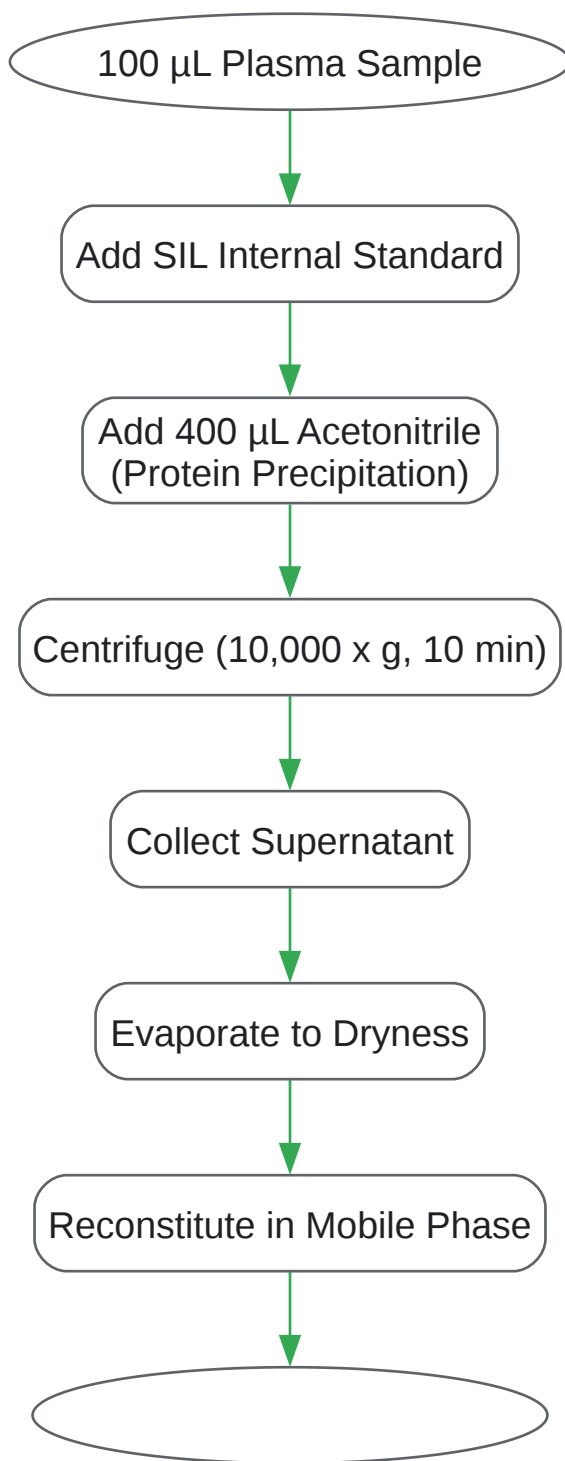 100 µL Plasma Sample
Add SIL Internal Standard
Add 400 µL Acetonitrile
(Protein Precipitation)
Centrifuge (10,000 x g, 10 min)
Collect Supernatant
Evaporate to Dryness
Reconstitute in Mobile Phase